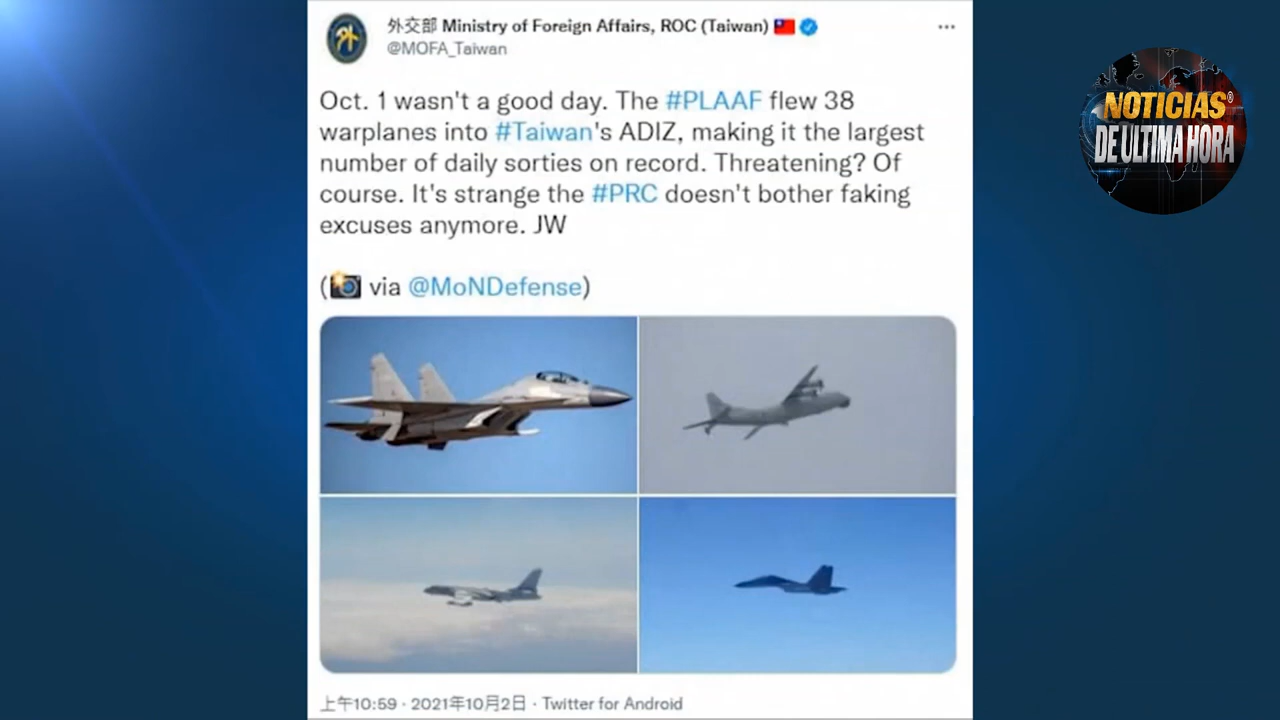 外交部 Ministry of Foreign Affairs, ROC (Taiwan)
@MOFA_Taiwan
Oct. 1 wasn't a good day. The #PLAAF flew 38
warplanes into #Taiwan's ADIZ, making it the largest
number of daily sorties on record. Threatening? Of
course. It's strange the #PRC doesn't bother faking
excuses anymore. JW
(📸 via @MoNDefense)
上午10:59 · 2021年10月2日 · Twitter for Android
NOTICIAS®
DE ULTIMA HORA